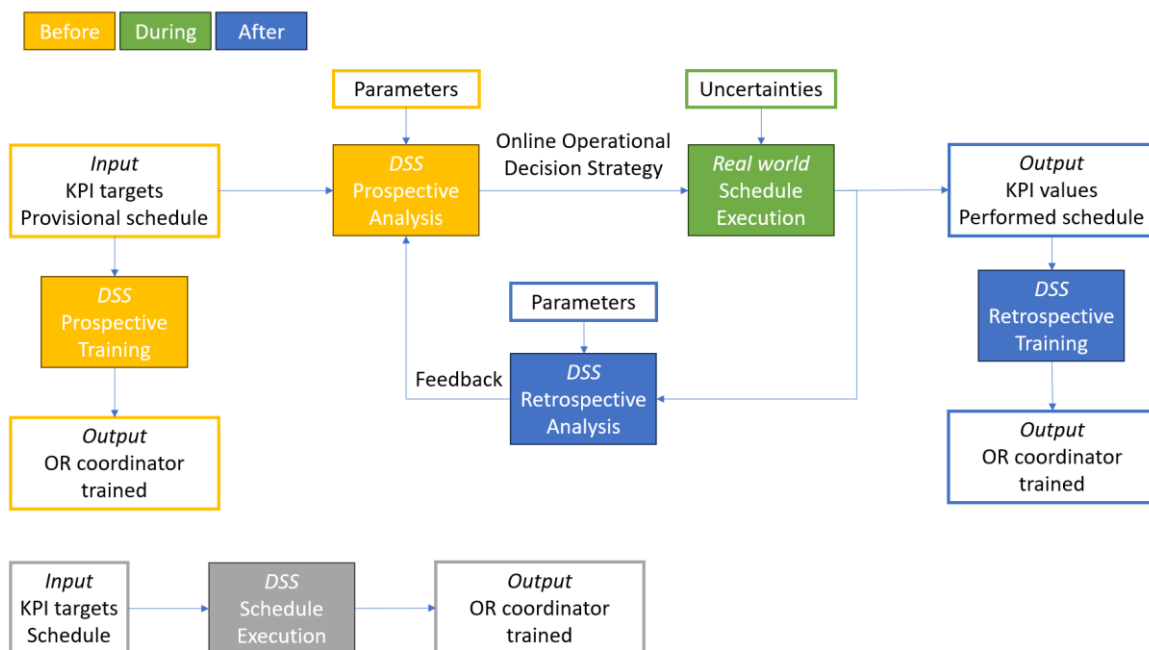 Before
During
After
Parameters
Uncertainties
Input
KPI targets
Provisional schedule
DSS
Prospective
Analysis
Online Operational
Decision Strategy
Real world
Schedule
Execution
Output
KPI values
Performed schedule
DSS
Prospective
Training
Parameters
DSS
Retrospective
Training
Feedback
DSS
Retrospective
Analysis
Output
OR coordinator
trained
Output
OR coordinator
trained
Input
KPI targets
Schedule
DSS
Schedule
Execution
Output
OR coordinator
trained